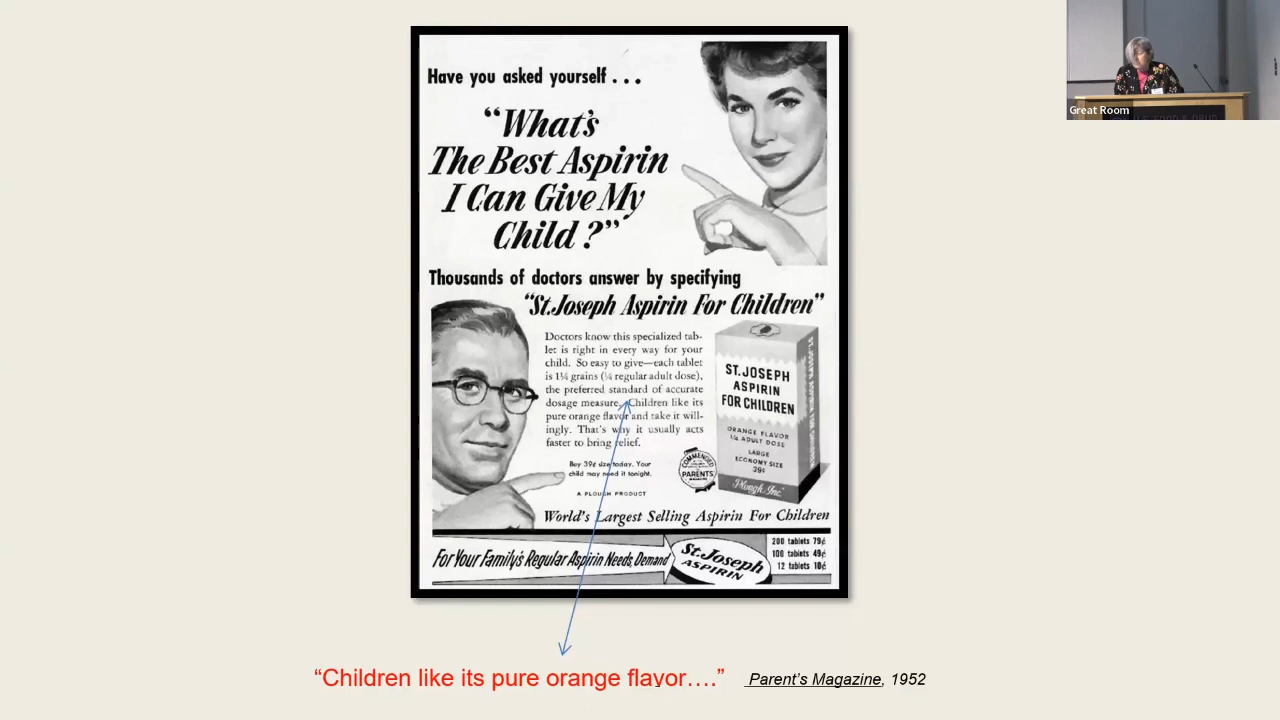 Have you asked yourself . . .
“What's
The Best Aspirin
I Can Give My
Child ?”
Thousands of doctors answer by specifying
“St. Joseph Aspirin For Children”
Doctors know this specialized tab-
let is right in every way for your
child. So easy to give—each tablet
is 1¼ grains (¼ regular adult dose),
the preferred standard of accurate
dosage measure. Children like its
pure orange flavor and take it will-
ingly. That's why it usually acts
faster to bring relief.
Buy 39¢ size today. Your
child may need it tonight.
A PLOUGH PRODUCT
COMMENDED
PARENTS
MAGAZINE
ST. JOSEPH
ASPIRIN
FOR CHILDREN
ORANGE FLAVOR
¼ ADULT DOSE
LARGE
ECONOMY SIZE
39¢
Plough, Inc.
World's Largest Selling Aspirin For Children
For Your Family's Regular Aspirin Needs, Demand
St. Joseph
ASPIRIN
200 tablets 79¢
100 tablets 49¢
12 tablets 10¢
“Children like its pure orange flavor….” Parent's Magazine, 1952
Great Room